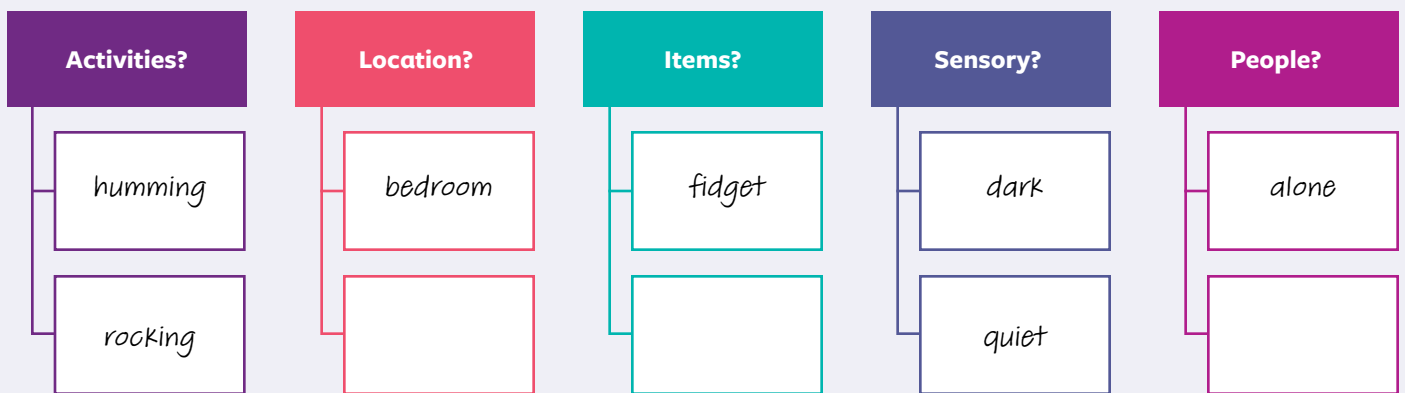 Activities?
Location?
Items?
Sensory?
People?
humming
bedroom
fidget
dark
alone
rocking
quiet